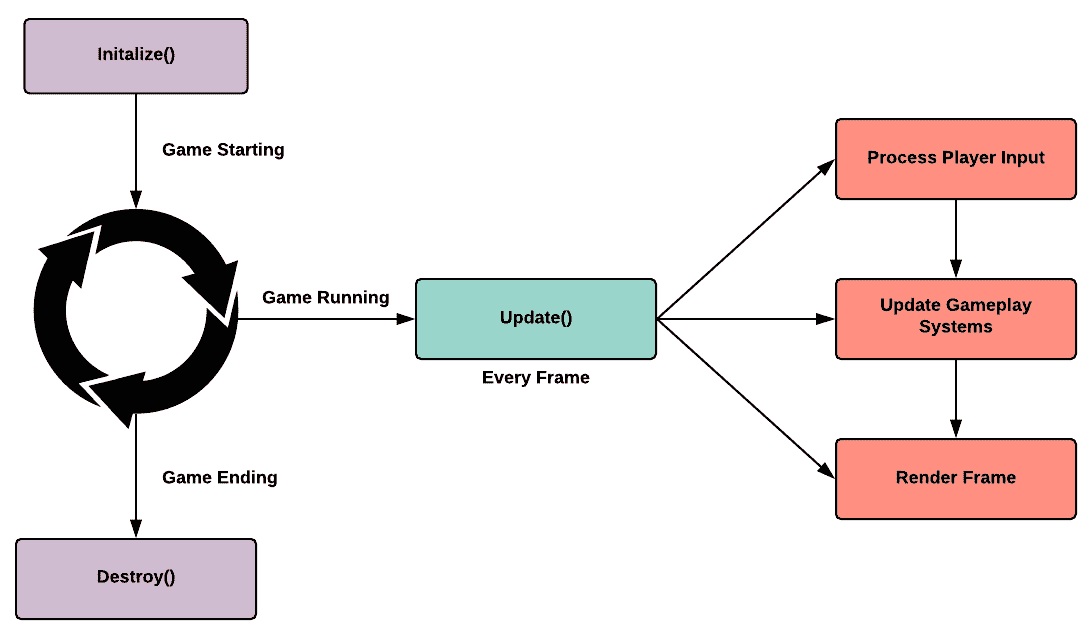 Initalize()
Game Starting
Game Running
Update()
Every Frame
Process Player Input
Update Gameplay
Systems
Render Frame
Game Ending
Destroy()